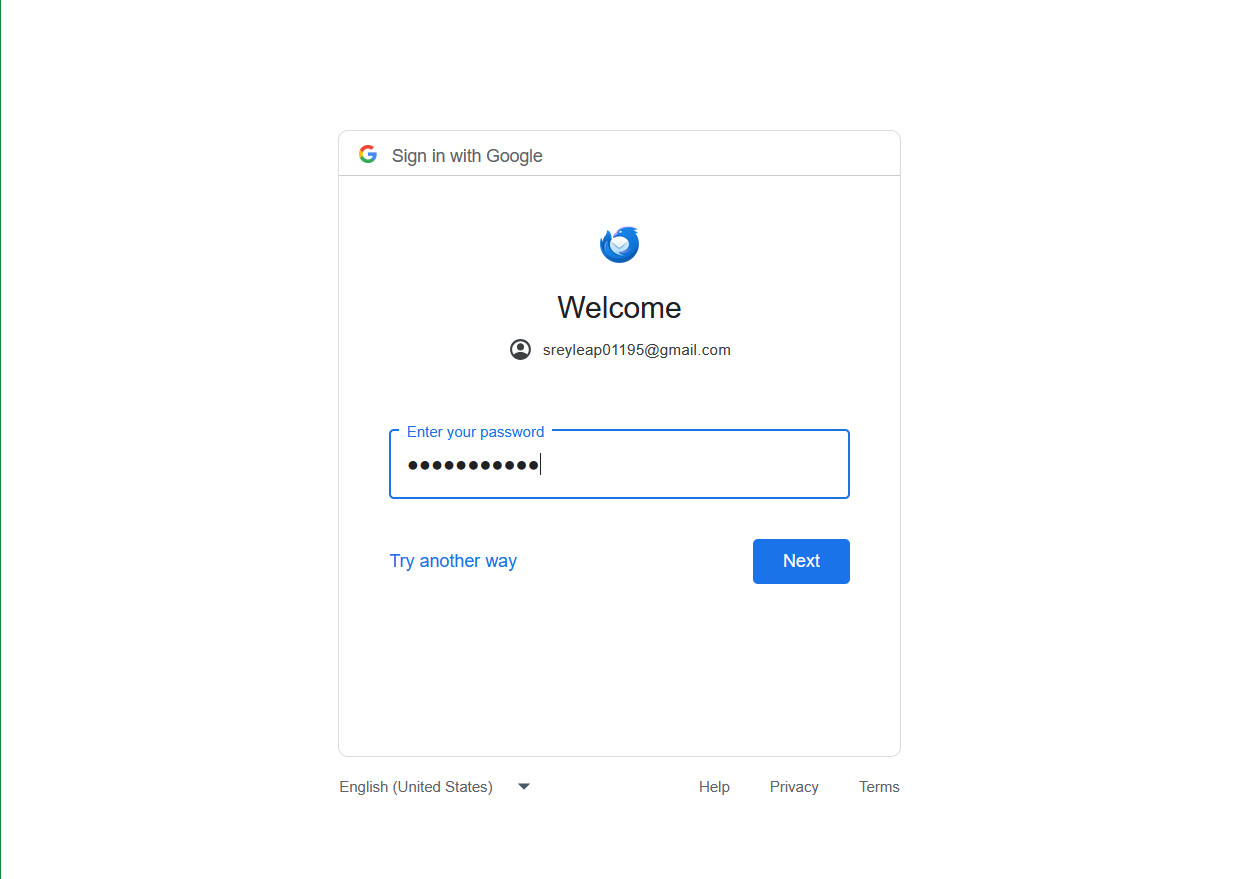 Sign in with Google
Welcome
sreyleap01195@gmail.com
Enter your password
●●●●●●●●●●●
Try another way
Next
English (United States)
Help
Privacy
Terms